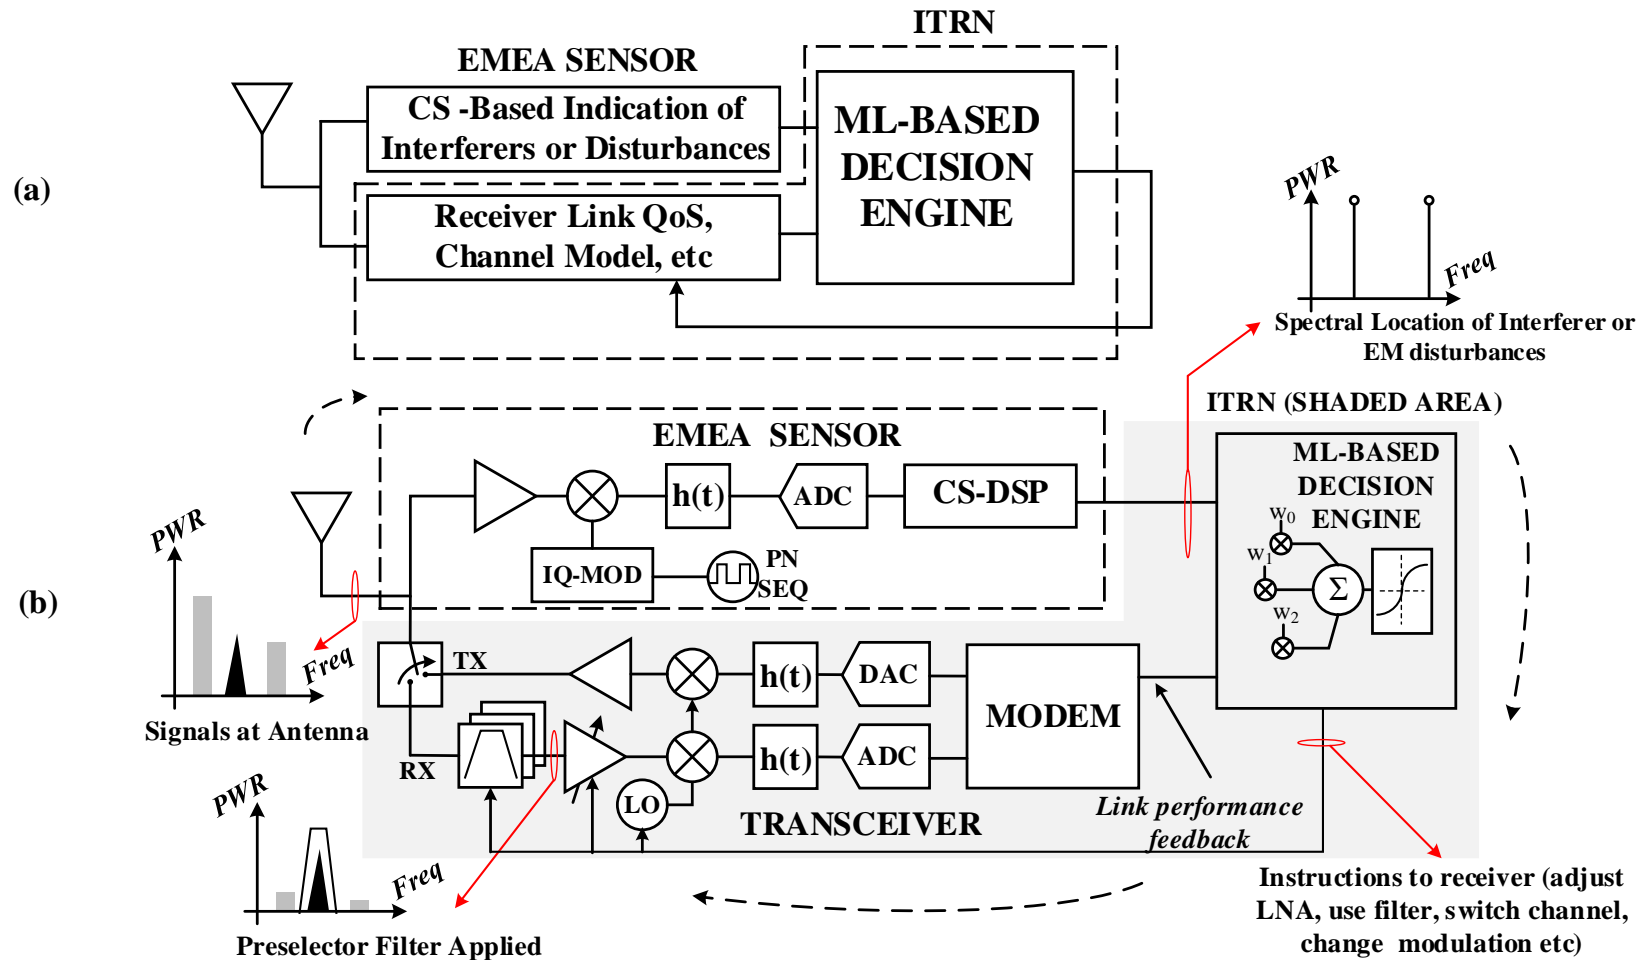 ITRN
EMEA SENSOR
CS -Based Indication of
Interferers or Disturbances
ML-BASED
DECISION
ENGINE
(a)
Receiver Link QoS,
Channel Model, etc
PWR
Freq
Spectral Location of Interferer or
EM disturbances
ITRN (SHADED AREA)
EMEA SENSOR
ML-BASED
DECISION
ENGINE
h(t)
ADC
CS-DSP
IQ-MOD
PN
SEQ
w0
w1
Σ
w2
(b)
PWR
Freq
Signals at Antenna
TX
h(t)
DAC
MODEM
RX
h(t)
ADC
LO
TRANSCEIVER
Link performance
feedback
PWR
Freq
Preselector Filter Applied
Instructions to receiver (adjust
LNA, use filter, switch channel,
change modulation etc)